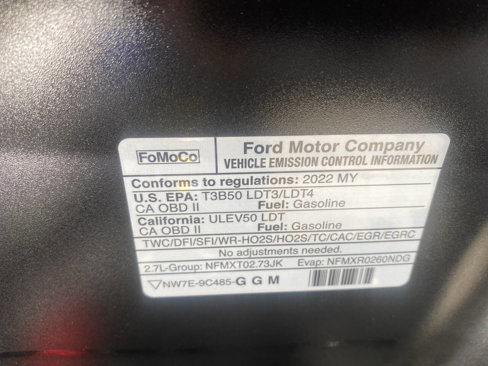 FoMoCo
Ford Motor Company
VEHICLE EMISSION CONTROL INFORMATION
Conforms to regulations: 2022 MY
U.S. EPA: T3B50 LDT3/LDT4
CA OBD II Fuel: Gasoline
California: ULEV50 LDT
CA OBD II Fuel: Gasoline
TWC/DFI/SFI/WR-HO2S/HO2S/TC/CAC/EGR/EGRC
No adjustments needed.
2.7L-Group: NFMXT02.73JK Evap: NFMXR0260NDG
NW7E-9C485-G G M